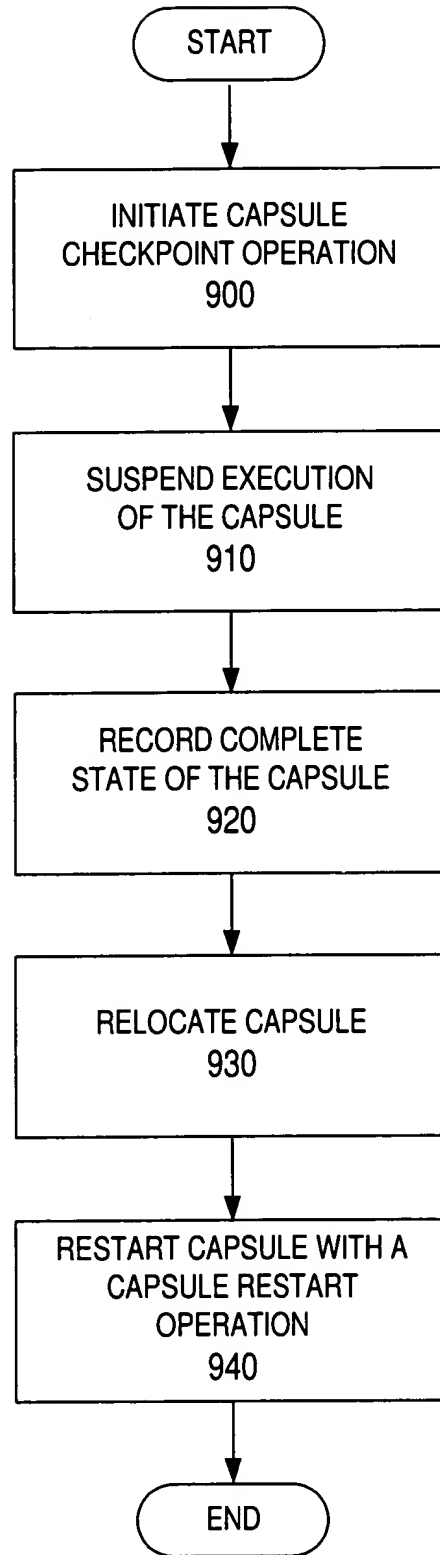 START
INITIATE CAPSULE
CHECKPOINT OPERATION
900
SUSPEND EXECUTION
OF THE CAPSULE
910
RECORD COMPLETE
STATE OF THE CAPSULE
920
RELOCATE CAPSULE
930
RESTART CAPSULE WITH A
CAPSULE RESTART
OPERATION
940
END